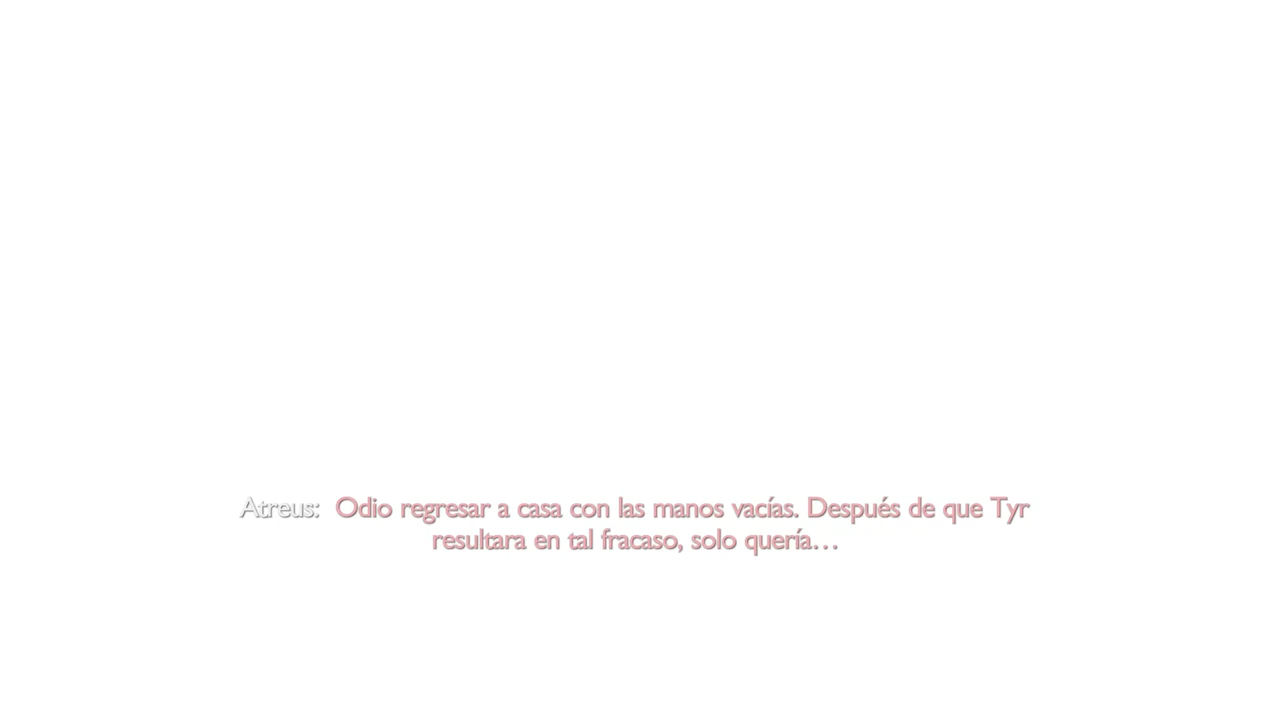 Atreus: Odio regresar a casa con las manos vacías. Después de que Tyr
resultara en tal fracaso, solo quería…